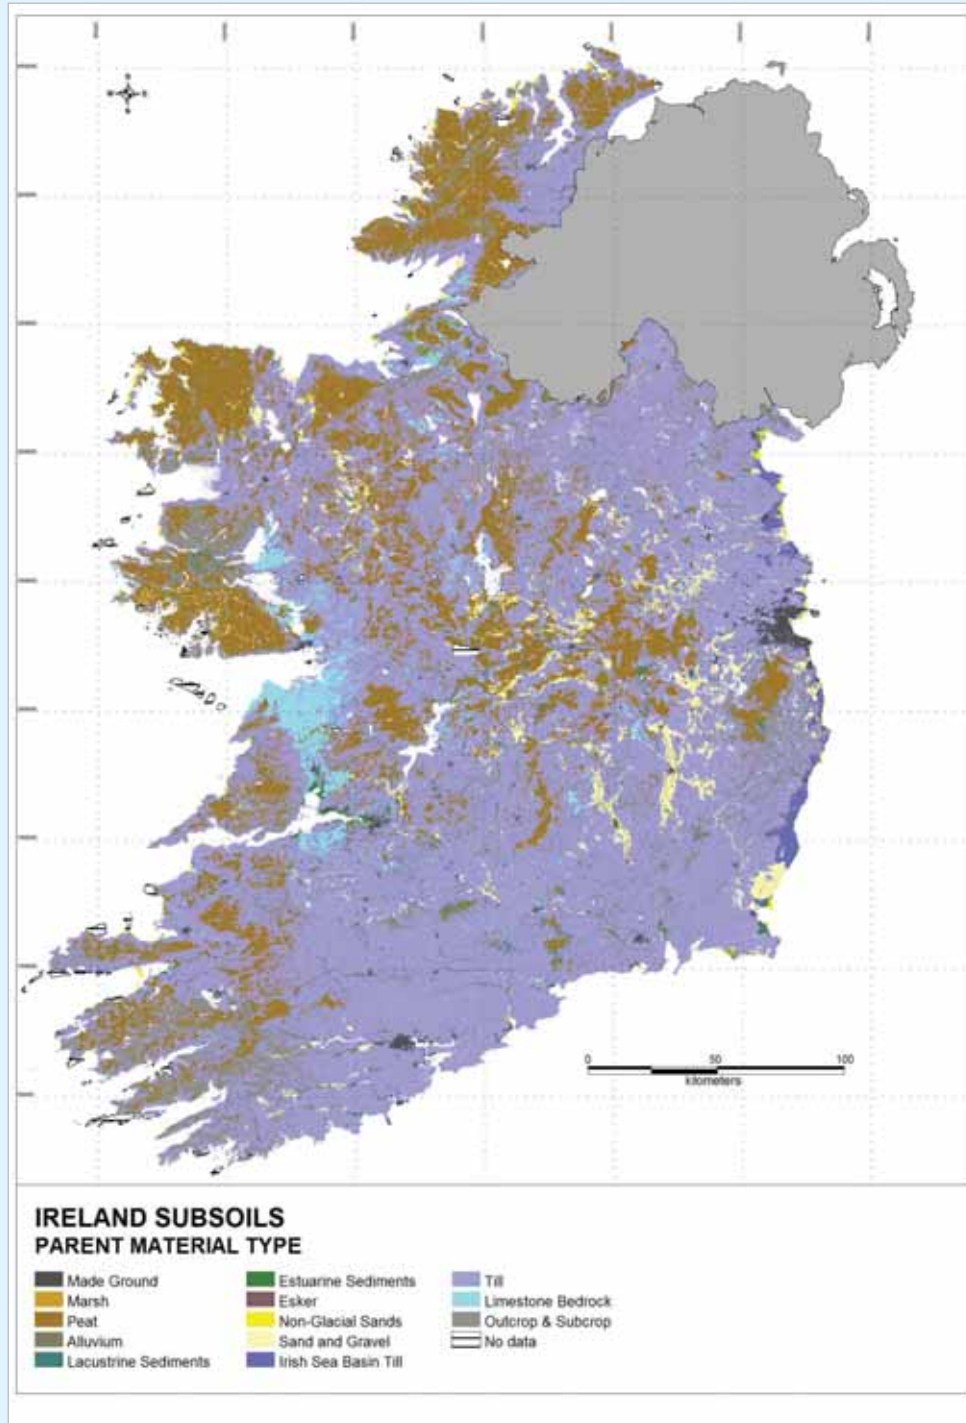 0 50 100
kilometers
IRELAND SUBSOILS
PARENT MATERIAL TYPE
Made Ground
Marsh
Peat
Alluvium
Lacustrine Sediments
Estuarine Sediments
Esker
Non-Glacial Sands
Sand and Gravel
Irish Sea Basin Till
Till
Limestone Bedrock
Outcrop & Subcrop
No data